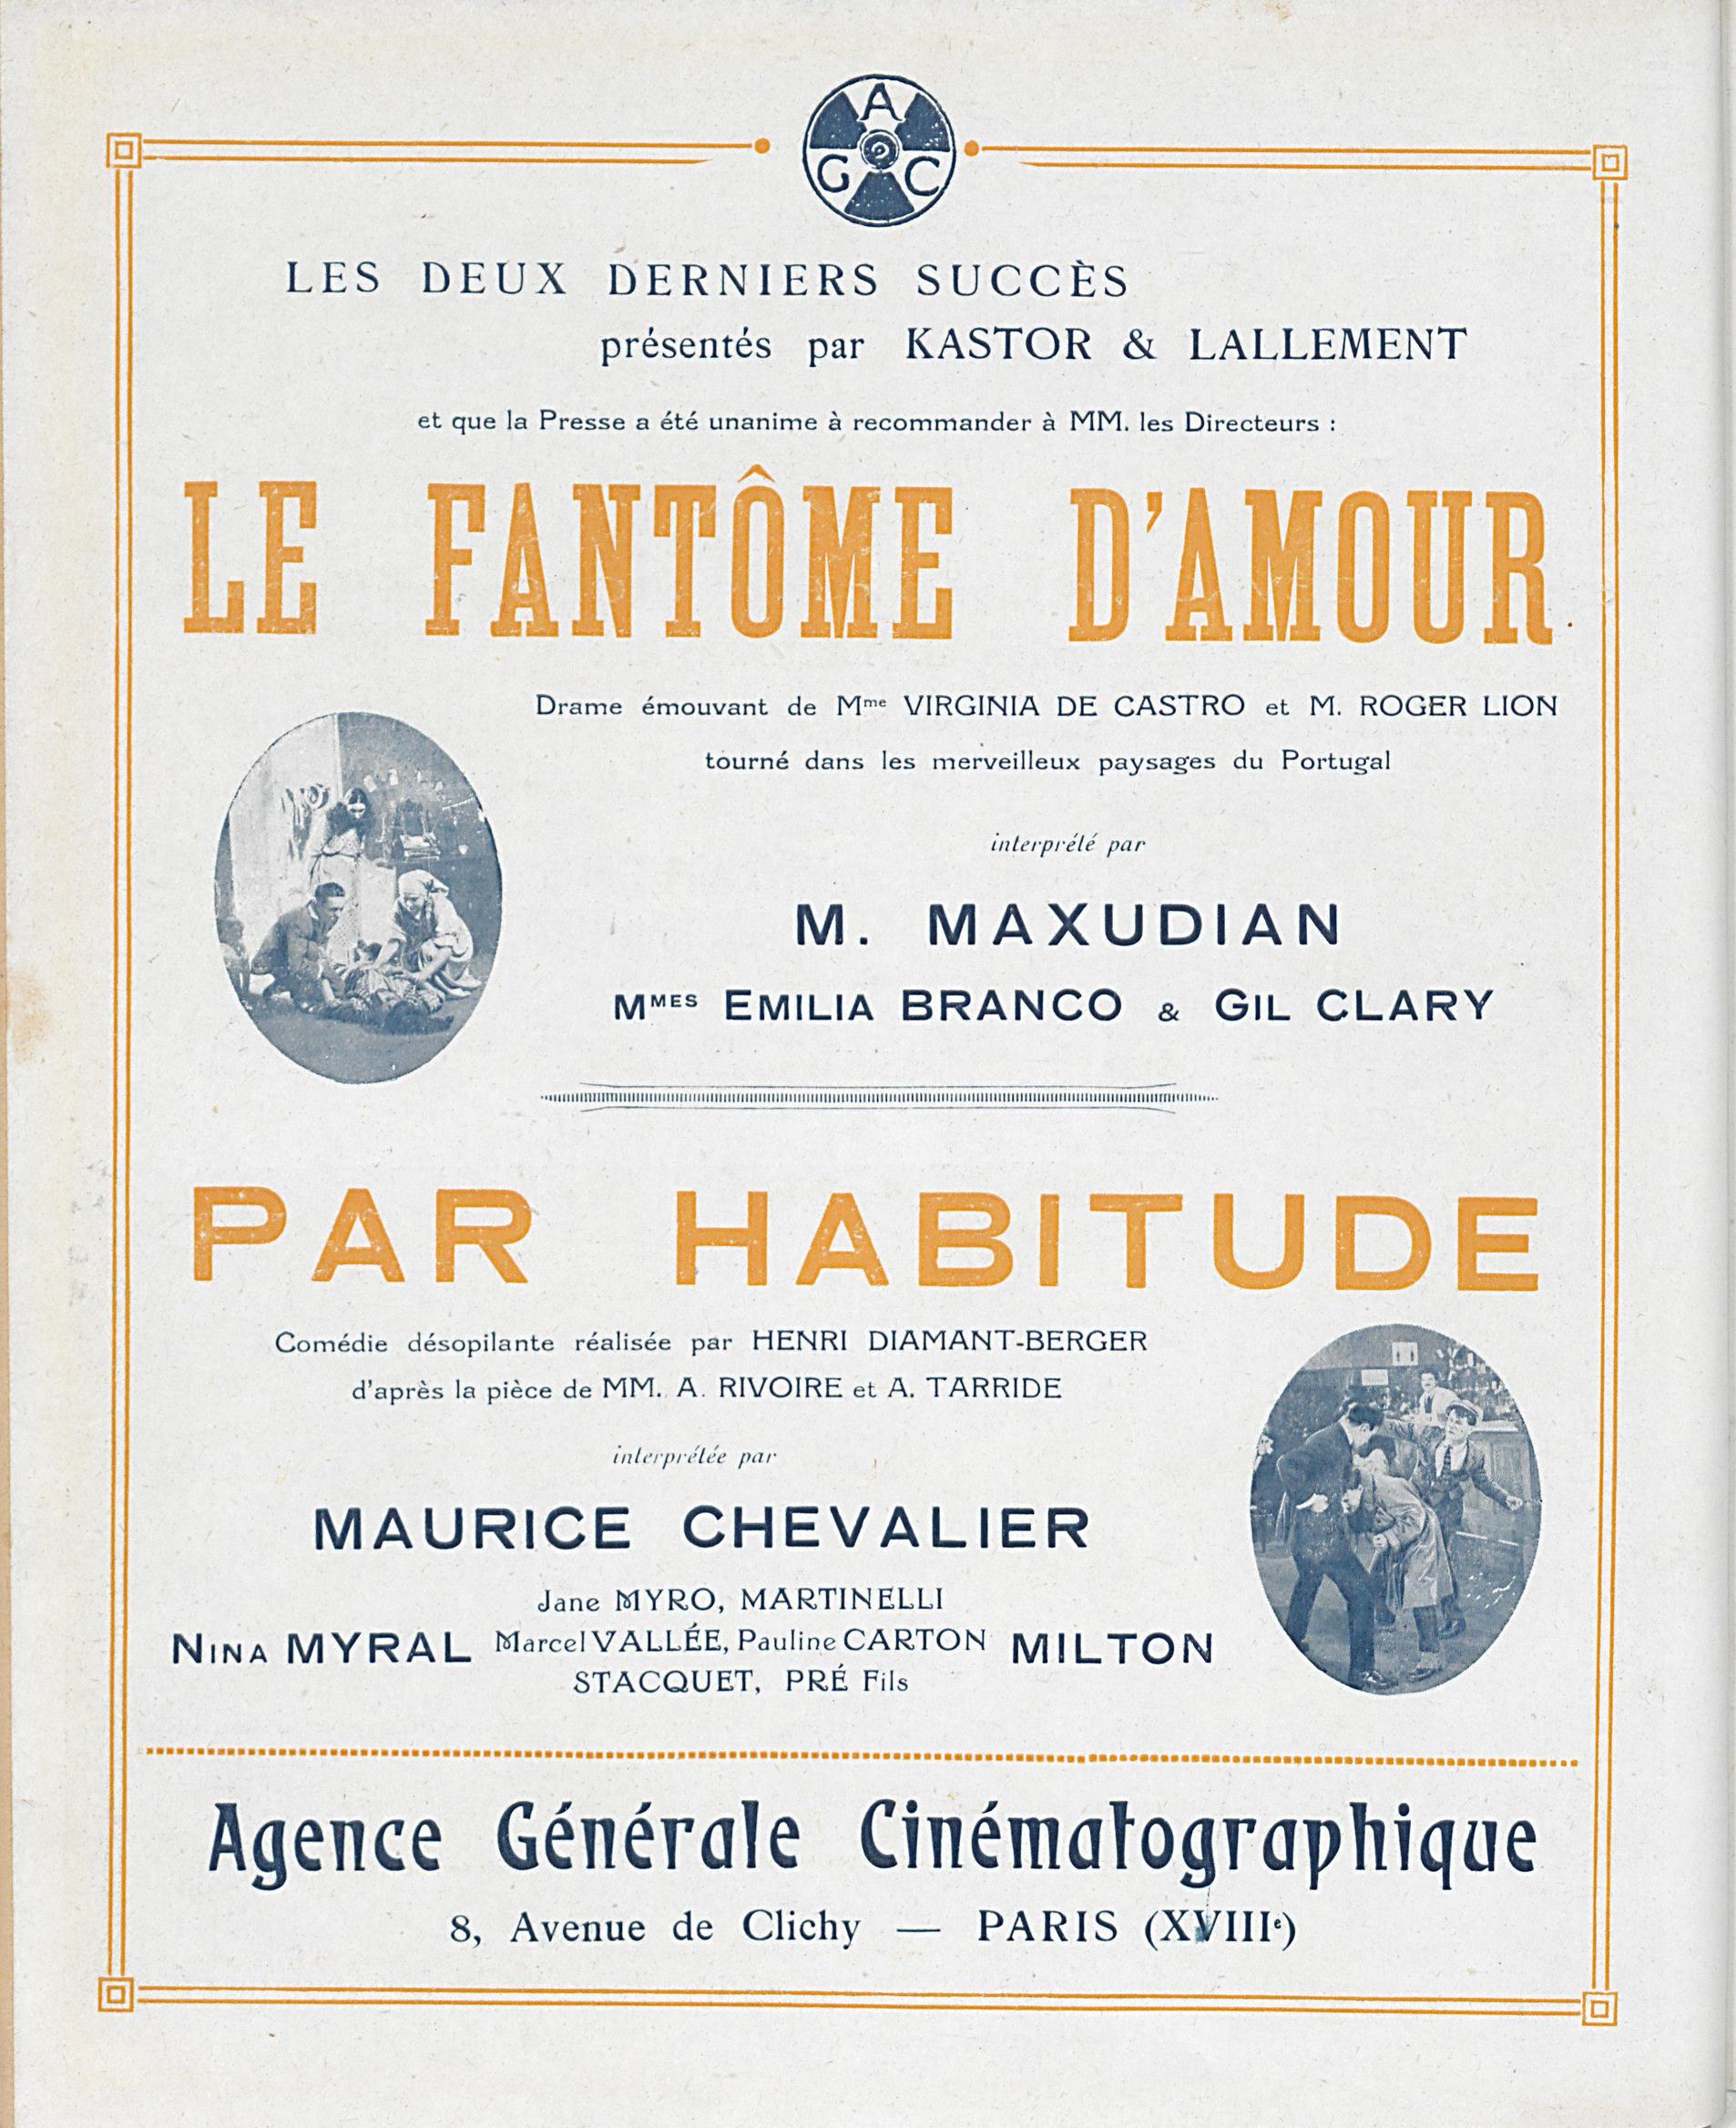 A
G C
LES DEUX DERNIERS SUCCÈS
présentés par KASTOR & LALLEMENT
et que la Presse a été unanime à recommander à MM. les Directeurs :
LE FANTÔME D'AMOUR
Drame émouvant de Mme VIRGINIA DE CASTRO et M. ROGER LION
tourné dans les merveilleux paysages du Portugal
interprété par
M. MAXUDIAN
MMES EMILIA BRANCO & GIL CLARY
PAR HABITUDE
Comédie désopilante réalisée par HENRI DIAMANT-BERGER
d'après la pièce de MM. A. RIVOIRE et A. TARRIDE
interprétée par
MAURICE CHEVALIER
Jane MYRO, MARTINELLI
NINA MYRAL Marcel VALLÉE, Pauline CARTON MILTON
STACQUET, PRÉ Fils
Agence Générale Cinématographique
8, Avenue de Clichy — PARIS (XVIIIe)